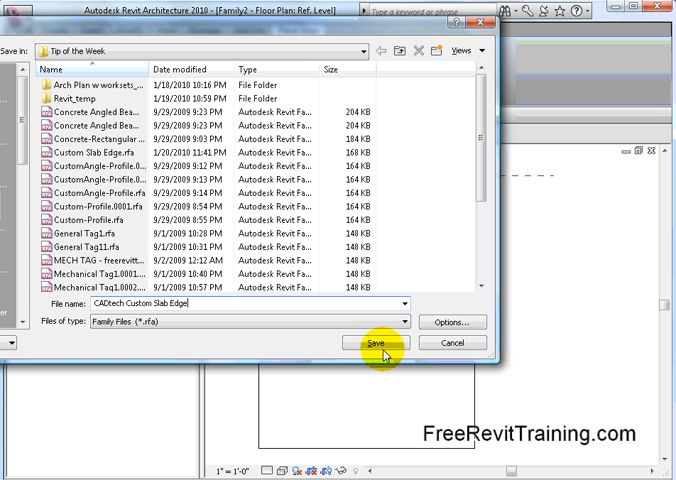 Autodesk Revit Architecture 2010 - [Family2 - Floor Plan: Ref. Level]
Type a keyword or phrase
Save in: Tip of the Week Views
Name Date modified Type Size
Arch Plan w worksets_... 1/18/2010 10:16 PM File Folder
Revit_temp 1/19/2010 10:59 PM File Folder
Concrete Angled Bea... 9/29/2009 9:23 PM Autodesk Revit Fa... 204 KB
Concrete Angled Bea... 9/29/2009 9:23 PM Autodesk Revit Fa... 204 KB
Concrete-Rectangular ... 9/29/2009 9:03 PM Autodesk Revit Fa... 184 KB
Custom Slab Edge.rfa 1/20/2010 11:41 PM Autodesk Revit Fa... 168 KB
CustomAngle-Profile.0... 9/29/2009 9:12 PM Autodesk Revit Fa... 164 KB
CustomAngle-Profile.0... 9/29/2009 9:13 PM Autodesk Revit Fa... 164 KB
CustomAngle-Profile.rfa 9/29/2009 9:14 PM Autodesk Revit Fa... 164 KB
Custom-Profile.0001.rfa 9/29/2009 8:54 PM Autodesk Revit Fa... 164 KB
Custom-Profile.rfa 9/29/2009 8:55 PM Autodesk Revit Fa... 164 KB
General Tag1.rfa 9/1/2009 10:28 PM Autodesk Revit Fa... 148 KB
General Tag11.rfa 9/1/2009 10:31 PM Autodesk Revit Fa... 148 KB
MECH TAG - freerevitt... 9/2/2009 12:12 AM Autodesk Revit Fa... 148 KB
Mechanical Tag1.0001... 9/1/2009 10:40 PM Autodesk Revit Fa... 148 KB
Mechanical Tag1.0002... 9/1/2009 10:57 PM Autodesk Revit Fa... 148 KB
File name: CADtech Custom Slab Edge
Files of type: Family Files (*.rfa) Options...
Save Cancel
FreeRevitTraining.com
1" = 1'-0"